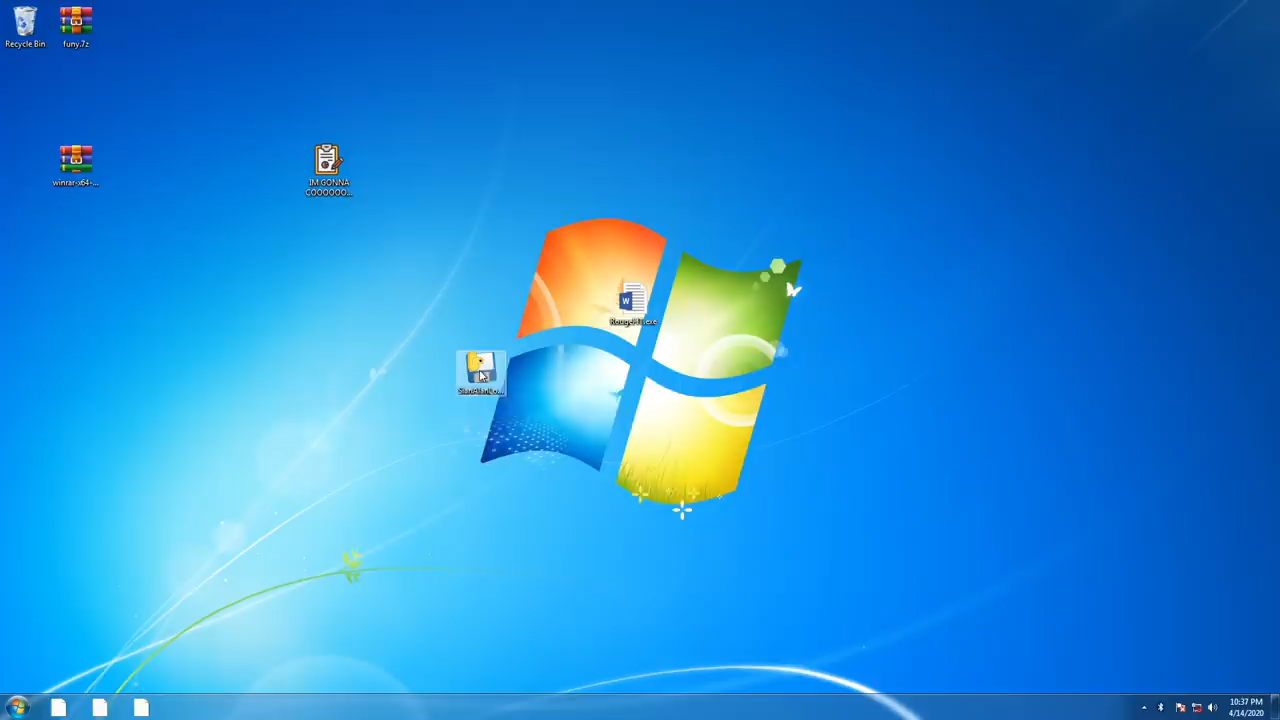 Recycle Bin
funy.7z
winrar-x64-...
IM GONNA
COOOOOO...
W
10:37 PM
4/14/2020